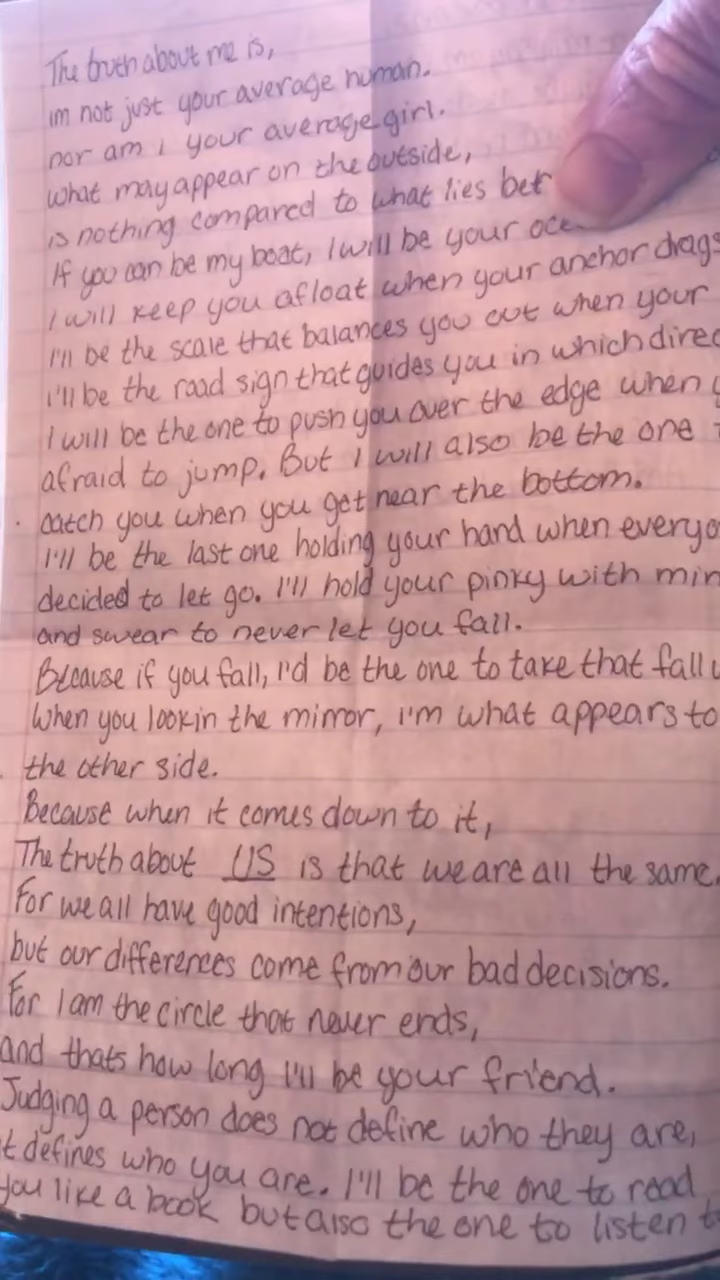 The truth about me is,
im not just your average human.
nor am i your average girl.
what may appear on the outside,
is nothing compared to what lies
If you can be my boat, I will be your
I will keep you afloat when your anchor drags
I'll be the scale that balances you out when your
i'll be the road sign that guides you in which
I will be the one to push you over the edge when
afraid to jump. But I will also be the one
catch you when you get near the bottom.
I'll be the last one holding your hand when
decided to let go. I'll hold your pinky with
and swear to never let you fall.
Because if you fall, I'd be the one to take that fall
When you look in the mirror, i'm what appears to
the other side.
Because when it comes down to it,
The truth about US is that we are all the same.
For we all have good intentions,
but our differences come from our bad decisions.
For I am the circle that never ends,
and thats how long I'll be your friend.
Judging a person does not define who they are,
it defines who you are. I'll be the one to read
you like a book but also the one to listen